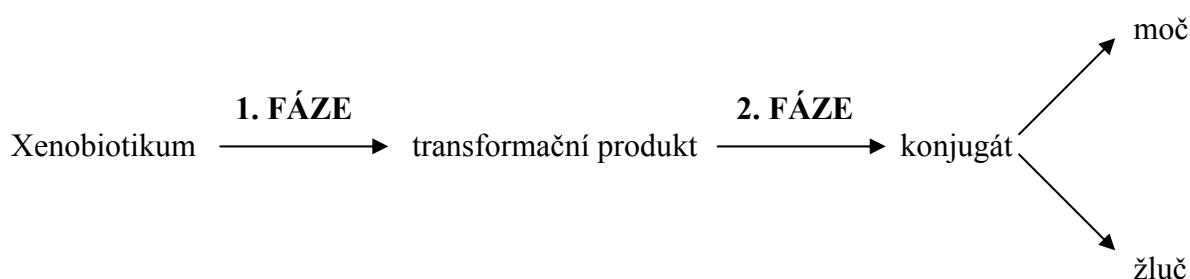 moč
1. FÁZE 2. FÁZE
Xenobiotikum transformační produkt konjugát
žluč